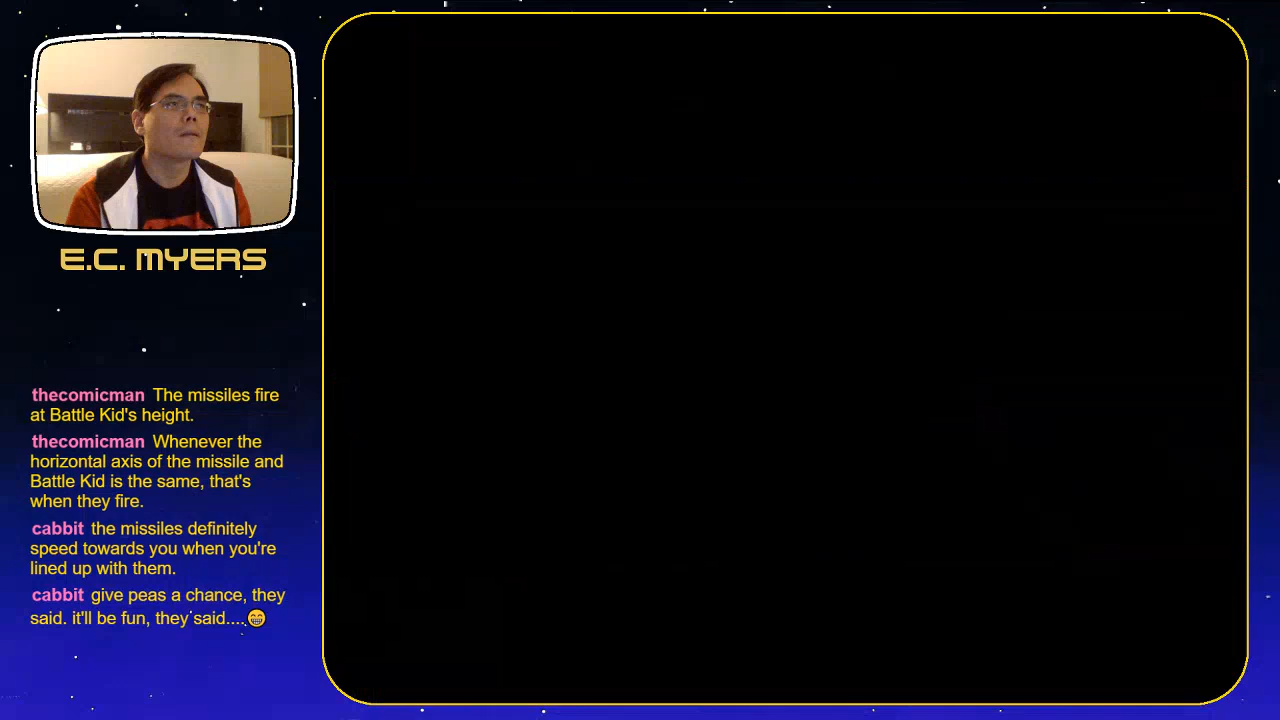 E.C. MYERS
thecomicman The missiles fire
at Battle Kid's height.
thecomicman Whenever the
horizontal axis of the missile and
Battle Kid is the same, that's
when they fire.
cabbit the missiles definitely
speed towards you when you're
lined up with them.
cabbit give peas a chance, they
said. it'll be fun, they said....😁